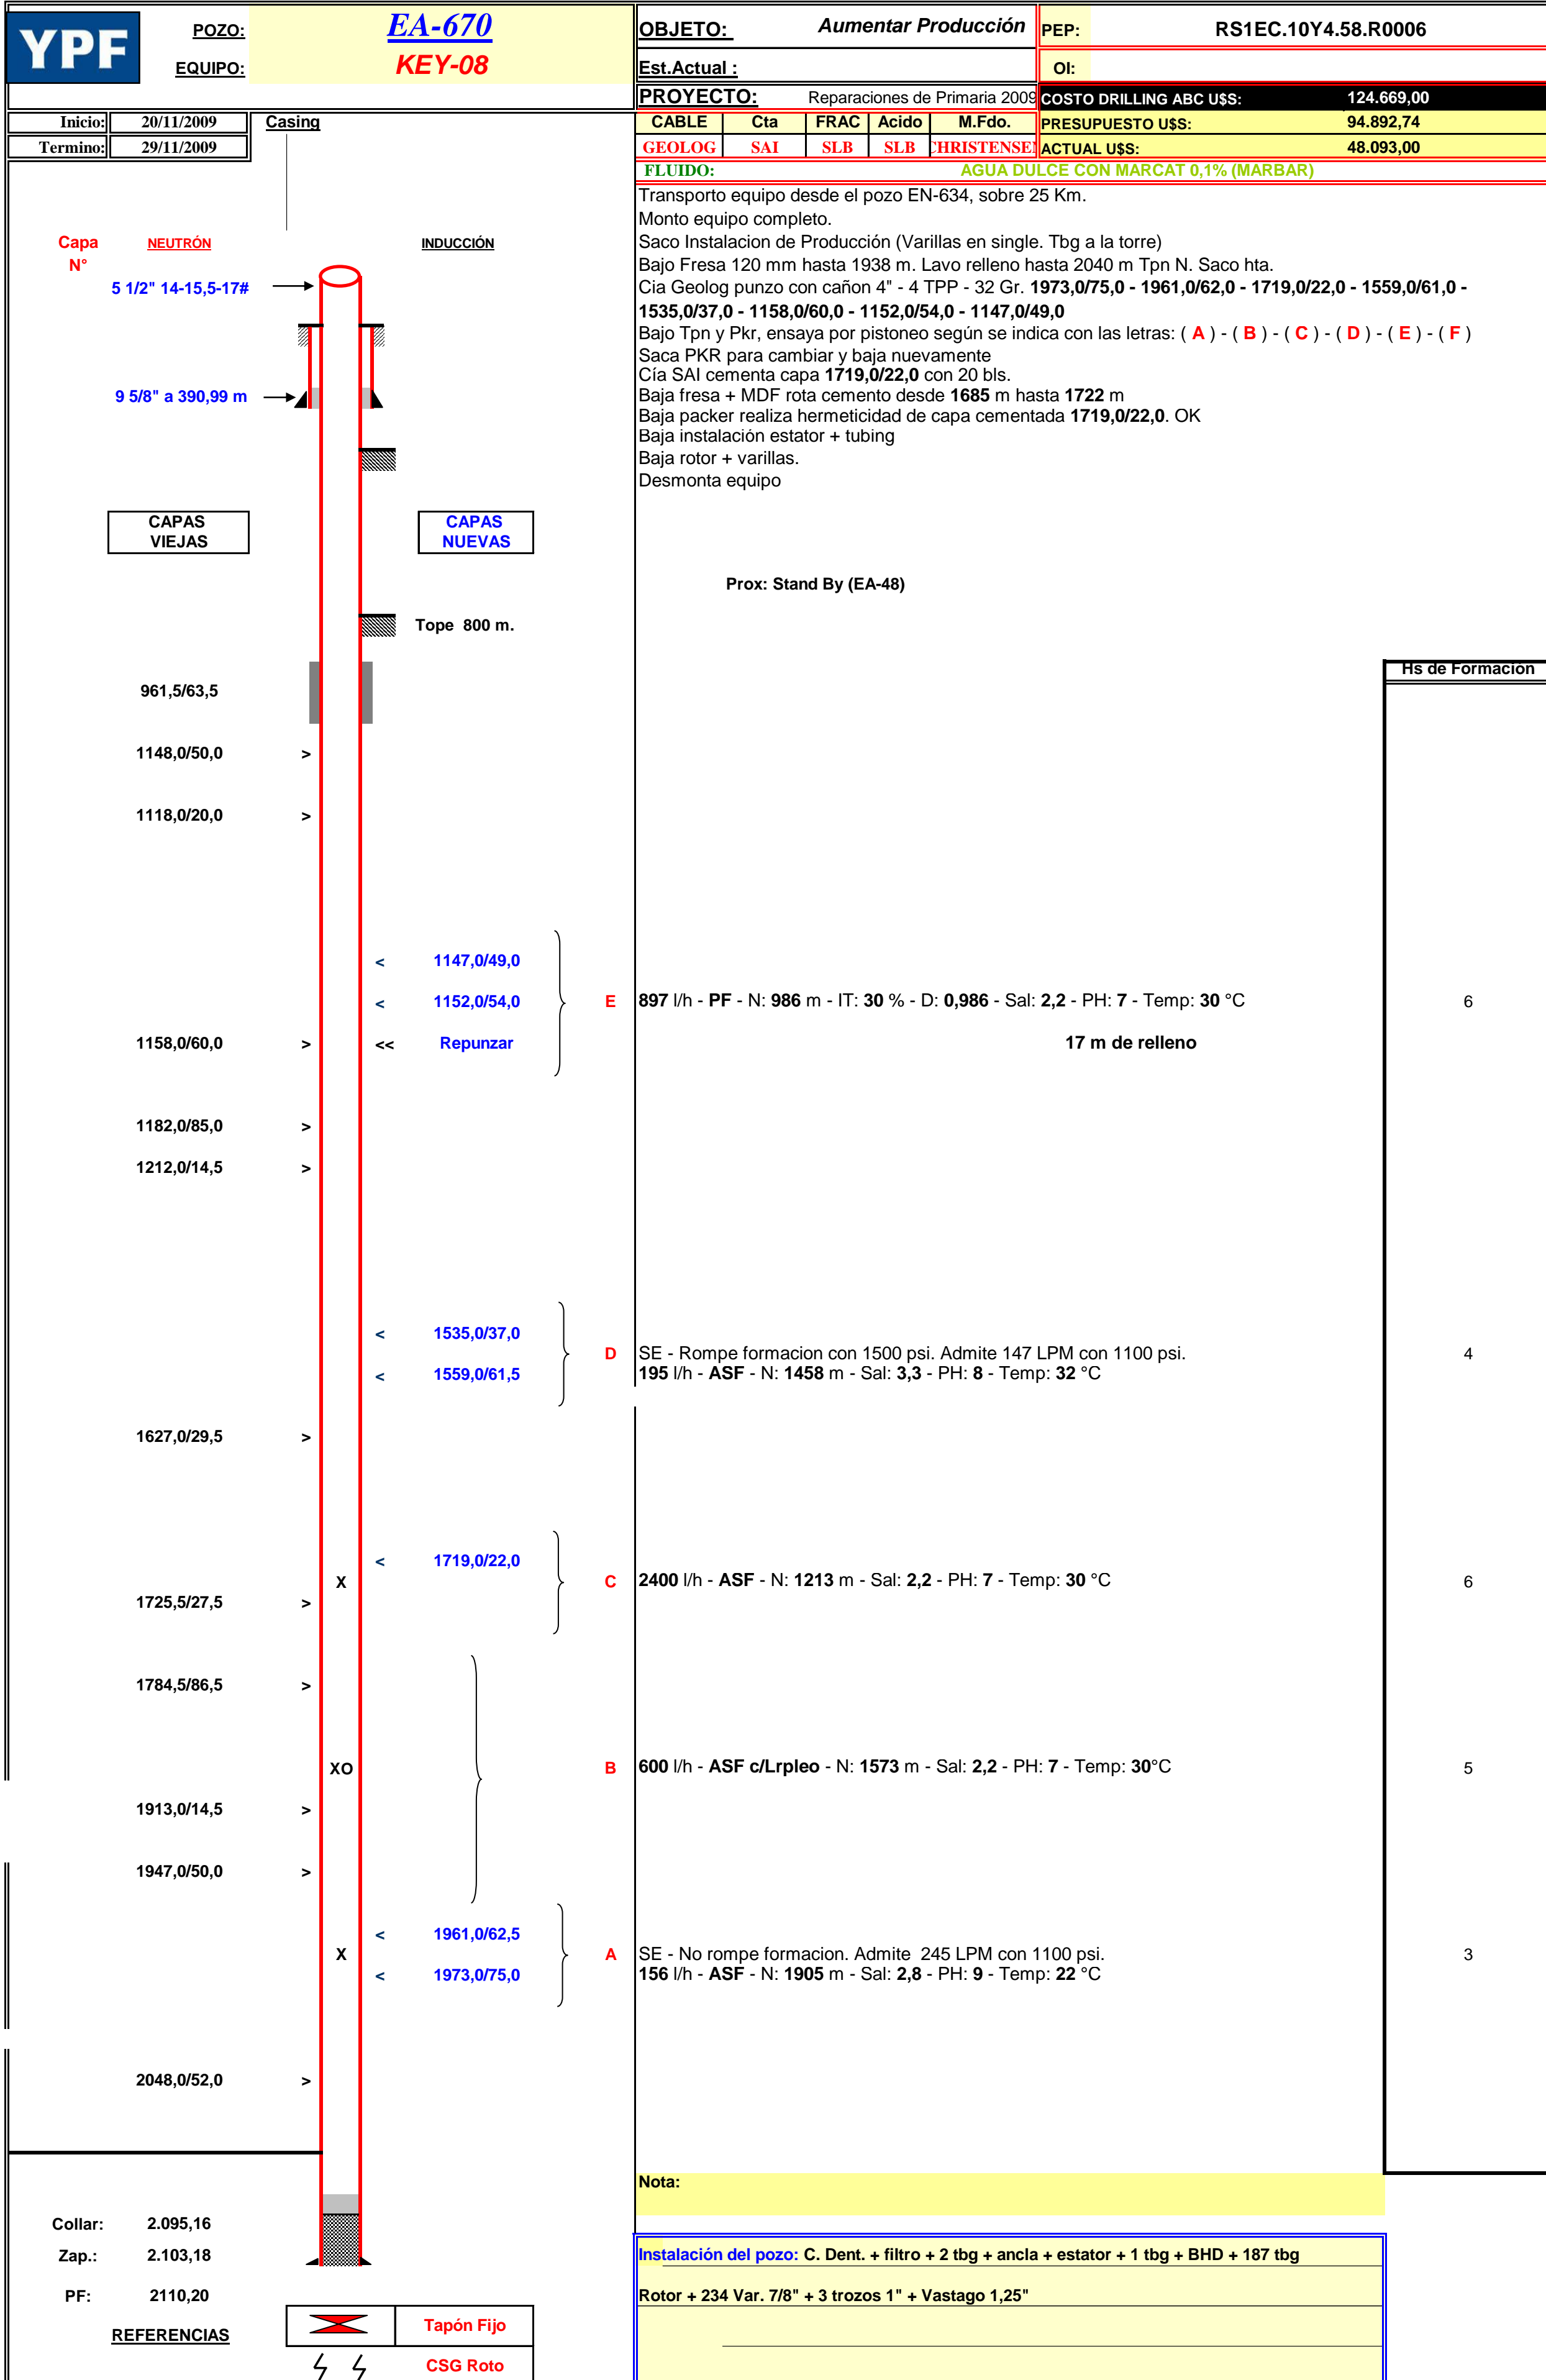 YPF
POZO: EA-670
EQUIPO: KEY-08
OBJETO: Aumentar Producción
PEP: RS1EC.10Y4.58.R0006
Est.Actual :
OI:
PROYECTO: Reparaciones de Primaria 2009
COSTO DRILLING ABC U$S: 124.669,00
Inicio: 20/11/2009
Casing
CABLE Cta FRAC Acido M.Fdo.
PRESUPUESTO U$S: 94.892,74
Termino: 29/11/2009
GEOLOG SAI SLB SLB CHRISTENSEN
ACTUAL U$S: 48.093,00
FLUIDO: AGUA DULCE CON MARCAT 0,1% (MARBAR)
Transporto equipo desde el pozo EN-634, sobre 25 Km.
Monto equipo completo.
Saco Instalacion de Producción (Varillas en single. Tbg a la torre)
Bajo Fresa 120 mm hasta 1938 m. Lavo relleno hasta 2040 m Tpn N. Saco hta.
Cia Geolog punzo con cañon 4" - 4 TPP - 32 Gr. 1973,0/75,0 - 1961,0/62,0 - 1719,0/22,0 - 1559,0/61,0 -
1535,0/37,0 - 1158,0/60,0 - 1152,0/54,0 - 1147,0/49,0
Bajo Tpn y Pkr, ensaya por pistoneo según se indica con las letras: ( A ) - ( B ) - ( C ) - ( D ) - ( E ) - ( F )
Saca PKR para cambiar y baja nuevamente
Cía SAI cementa capa 1719,0/22,0 con 20 bls.
Baja fresa + MDF rota cemento desde 1685 m hasta 1722 m
Baja packer realiza hermeticidad de capa cementada 1719,0/22,0. OK
Baja instalación estator + tubing
Baja rotor + varillas.
Desmonta equipo
Prox: Stand By (EA-48)
Capa N°
NEUTRÓN
INDUCCIÓN
5 1/2" 14-15,5-17#
9 5/8" a 390,99 m
CAPAS VIEJAS
CAPAS NUEVAS
Tope 800 m.
Hs de Formación
961,5/63,5
1148,0/50,0 >
1118,0/20,0 >
< 1147,0/49,0
< 1152,0/54,0
E 897 l/h - PF - N: 986 m - IT: 30 % - D: 0,986 - Sal: 2,2 - PH: 7 - Temp: 30 °C
6
1158,0/60,0 > << Repunzar
17 m de relleno
1182,0/85,0 >
1212,0/14,5 >
< 1535,0/37,0
D SE - Rompe formacion con 1500 psi. Admite 147 LPM con 1100 psi.
4
< 1559,0/61,5
195 l/h - ASF - N: 1458 m - Sal: 3,3 - PH: 8 - Temp: 32 °C
1627,0/29,5 >
< 1719,0/22,0
X
C 2400 l/h - ASF - N: 1213 m - Sal: 2,2 - PH: 7 - Temp: 30 °C
6
1725,5/27,5 >
1784,5/86,5 >
XO
B 600 l/h - ASF c/Lrpleo - N: 1573 m - Sal: 2,2 - PH: 7 - Temp: 30°C
5
1913,0/14,5 >
1947,0/50,0 >
< 1961,0/62,5
X
A SE - No rompe formacion. Admite 245 LPM con 1100 psi.
3
< 1973,0/75,0
156 l/h - ASF - N: 1905 m - Sal: 2,8 - PH: 9 - Temp: 22 °C
2048,0/52,0 >
Nota:
Collar: 2.095,16
Zap.: 2.103,18
PF: 2110,20
Instalación del pozo: C. Dent. + filtro + 2 tbg + ancla + estator + 1 tbg + BHD + 187 tbg
Rotor + 234 Var. 7/8" + 3 trozos 1" + Vastago 1,25"
REFERENCIAS
Tapón Fijo
CSG Roto